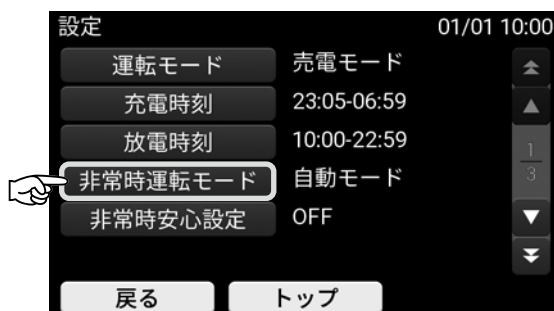 設定 01/01 10:00
運転モード 売電モード
充電時刻 23:05-06:59
放電時刻 10:00-22:59
非常時運転モード 自動モード
非常時安心設定 OFF
1
3
戻る トップ